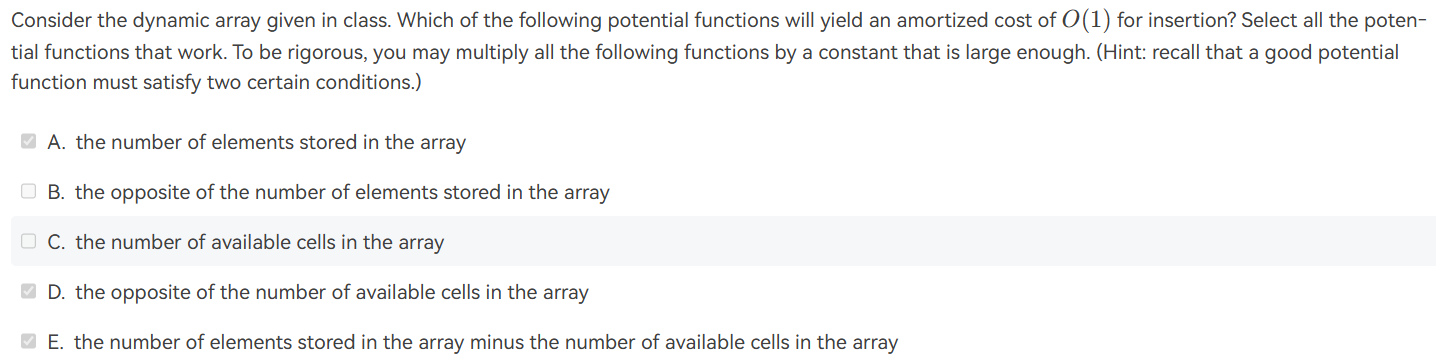 Consider the dynamic array given in class. Which of the following potential functions will yield an amortized cost of O(1) for insertion? Select all the poten-
tial functions that work. To be rigorous, you may multiply all the following functions by a constant that is large enough. (Hint: recall that a good potential
function must satisfy two certain conditions.)
A. the number of elements stored in the array
B. the opposite of the number of elements stored in the array
C. the number of available cells in the array
D. the opposite of the number of available cells in the array
E. the number of elements stored in the array minus the number of available cells in the array